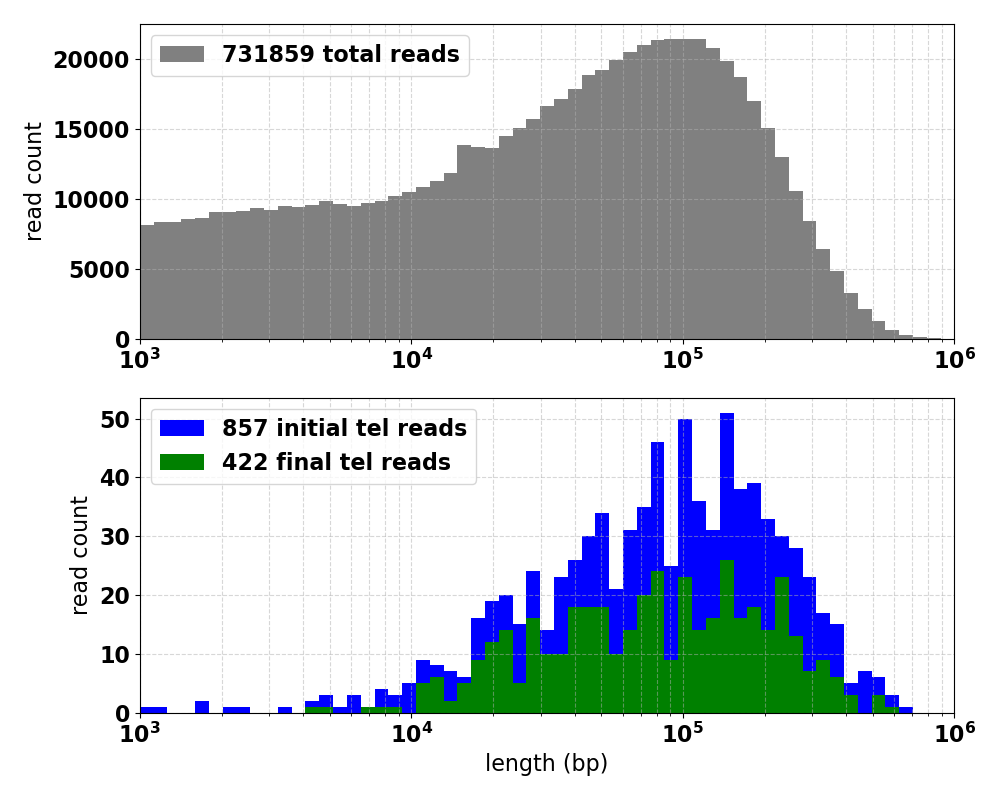 731859 total reads
20000
15000
10000
5000
0
read count
10³ 10⁴ 10⁵ 10⁶
857 initial tel reads
422 final tel reads
50
40
30
20
10
0
read count
10³ 10⁴ 10⁵ 10⁶
length (bp)